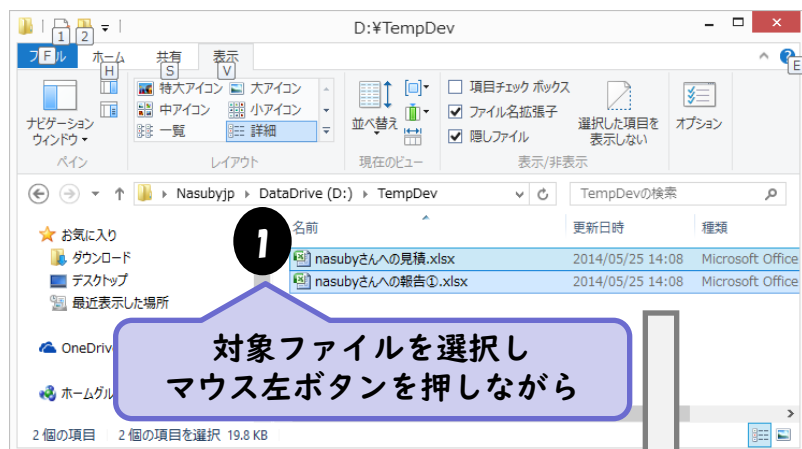 D:¥TempDev
1 2
ファイル ホーム 共有 表示
F H S V E
特大アイコン 大アイコン
中アイコン 小アイコン
一覧 詳細
ナビゲーション
ウィンドウ
並べ替え
項目チェック ボックス
ファイル名拡張子
隠しファイル
選択した項目を
表示しない
オプション
ペイン レイアウト 現在のビュー 表示/非表示
Nasubyjp DataDrive (D:) TempDev
TempDevの検索
名前 更新日時 種類
お気に入り
ダウンロード
デスクトップ
最近表示した場所
OneDriv
ホームグル
1
nasubyさんへの見積.xlsx 2014/05/25 14:08 Microsoft Office
nasubyさんへの報告①.xlsx 2014/05/25 14:08 Microsoft Office
対象ファイルを選択し
マウス左ボタンを押しながら
2 個の項目 2 個の項目を選択 19.8 KB